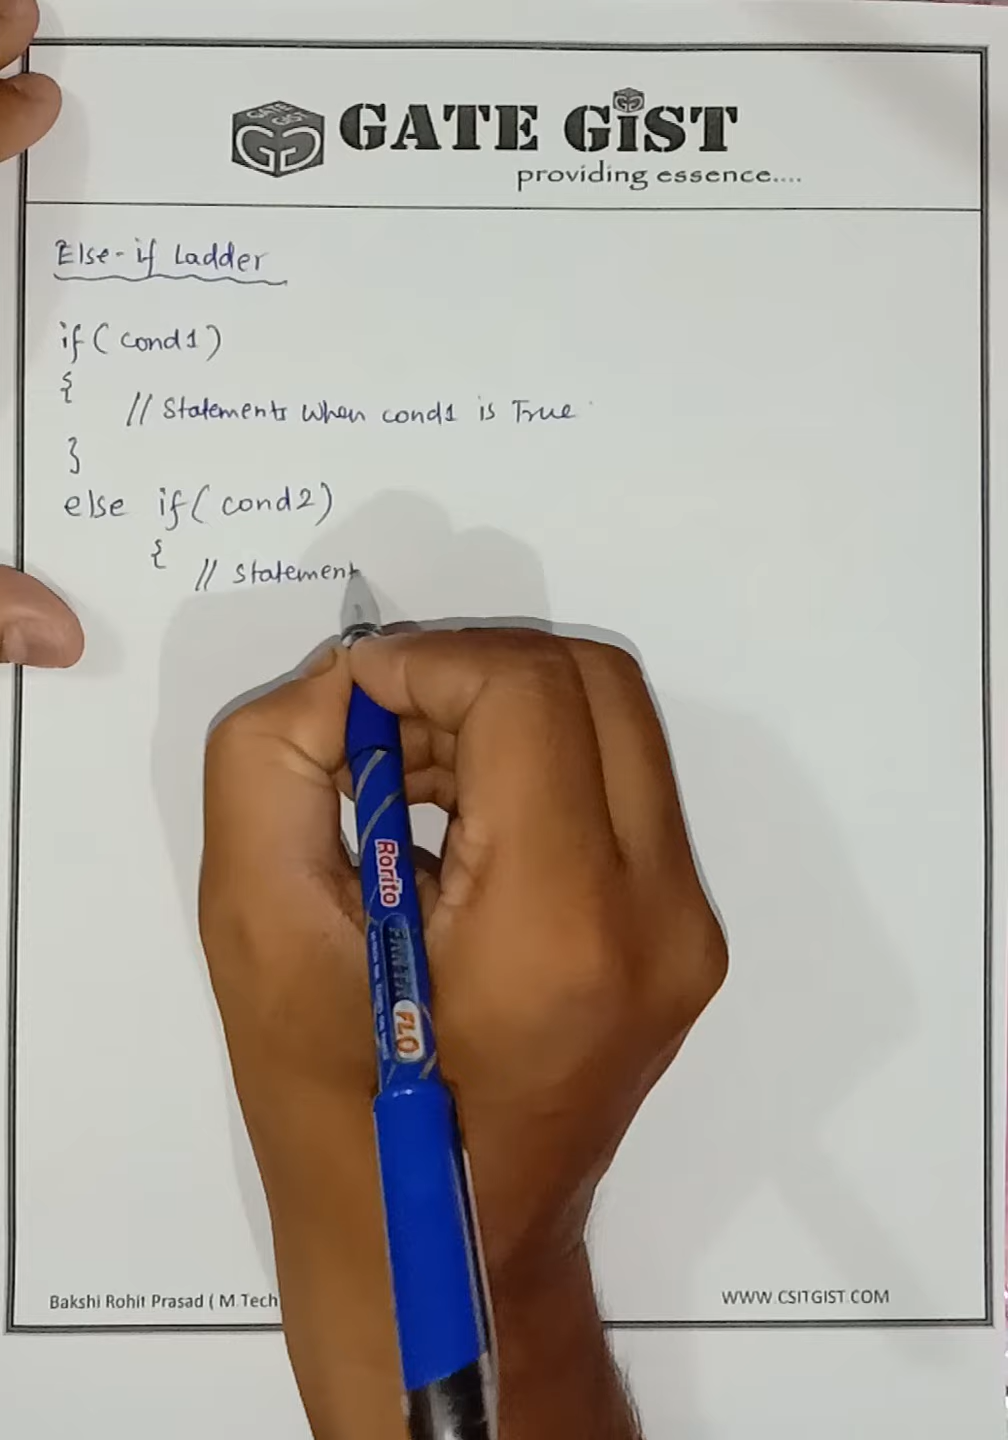 GATE GIST
providing essence....
Else-if Ladder
if ( cond1 )
{
// Statements when cond1 is True
}
else if ( cond2 )
{
// Statement
Rorito
FLO
Bakshi Rohit Prasad ( M.Tech
WWW.CSITGIST.COM